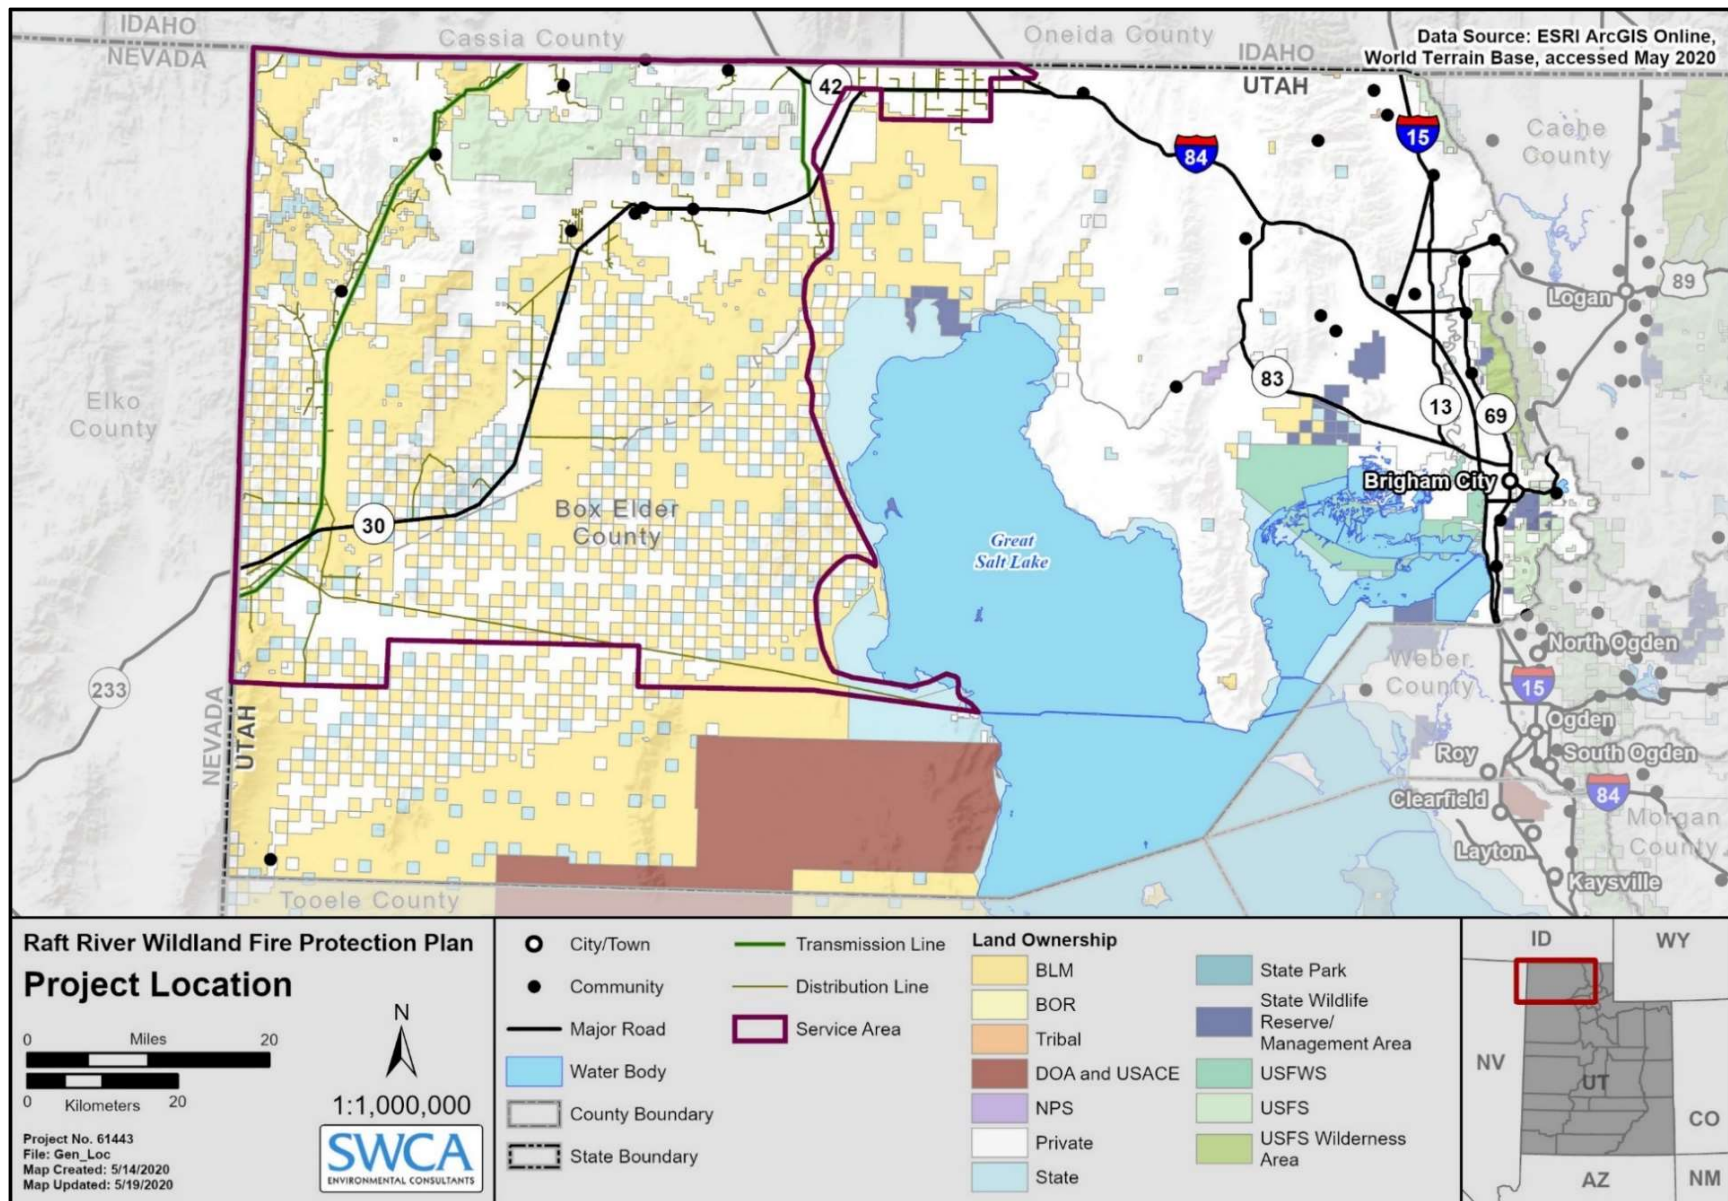 IDAHO
NEVADA
Cassia County
Oneida County
IDAHO
UTAH
Data Source: ESRI ArcGIS Online,
World Terrain Base, accessed May 2020
42
84
15
Cache
County
89
Logan
Elko
County
83
13
69
Brigham City
30
Box Elder
County
Great
Salt Lake
233
NEVADA
UTAH
Weber
County
North Ogden
15
Ogden
South Ogden
Roy
Clearfield
84
Morgan
County
Layton
Kaysville
Tooele County
Raft River Wildland Fire Protection Plan
Project Location
0 Miles 20
0 Kilometers 20
N
1:1,000,000
Project No. 61443
File: Gen_Loc
Map Created: 5/14/2020
Map Updated: 5/19/2020
SWCA
ENVIRONMENTAL CONSULTANTS
City/Town
Community
Major Road
Water Body
County Boundary
State Boundary
Transmission Line
Distribution Line
Service Area
Land Ownership
BLM
BOR
Tribal
DOA and USACE
NPS
Private
State
State Park
State Wildlife
Reserve/
Management Area
USFWS
USFS
USFS Wilderness
Area
ID
WY
NV
UT
CO
AZ
NM